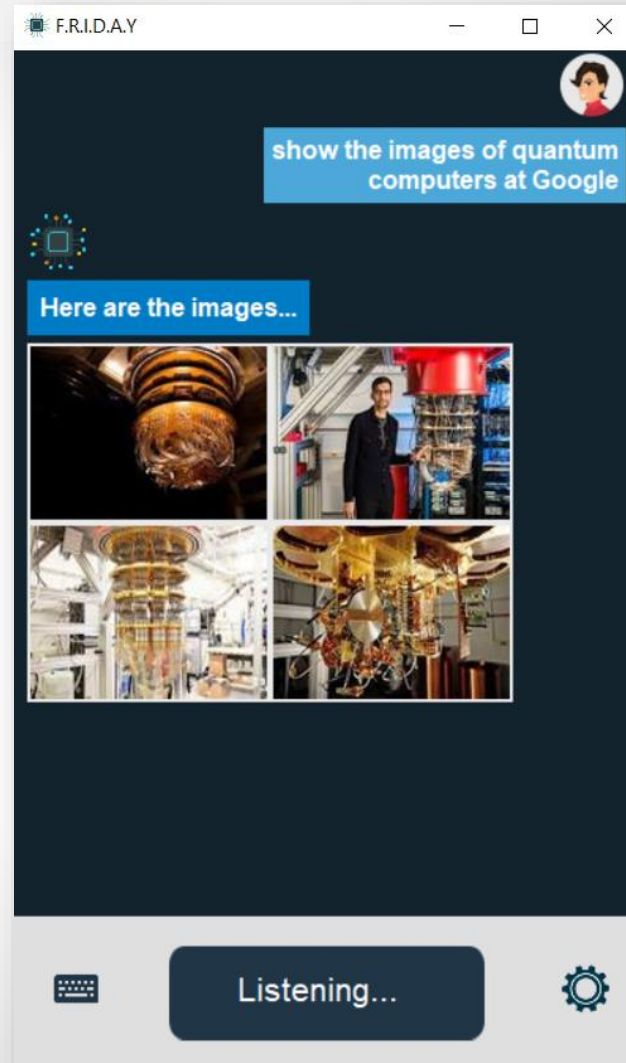 F.R.I.D.A.Y
show the images of quantum
computers at Google
Here are the images...
Listening...